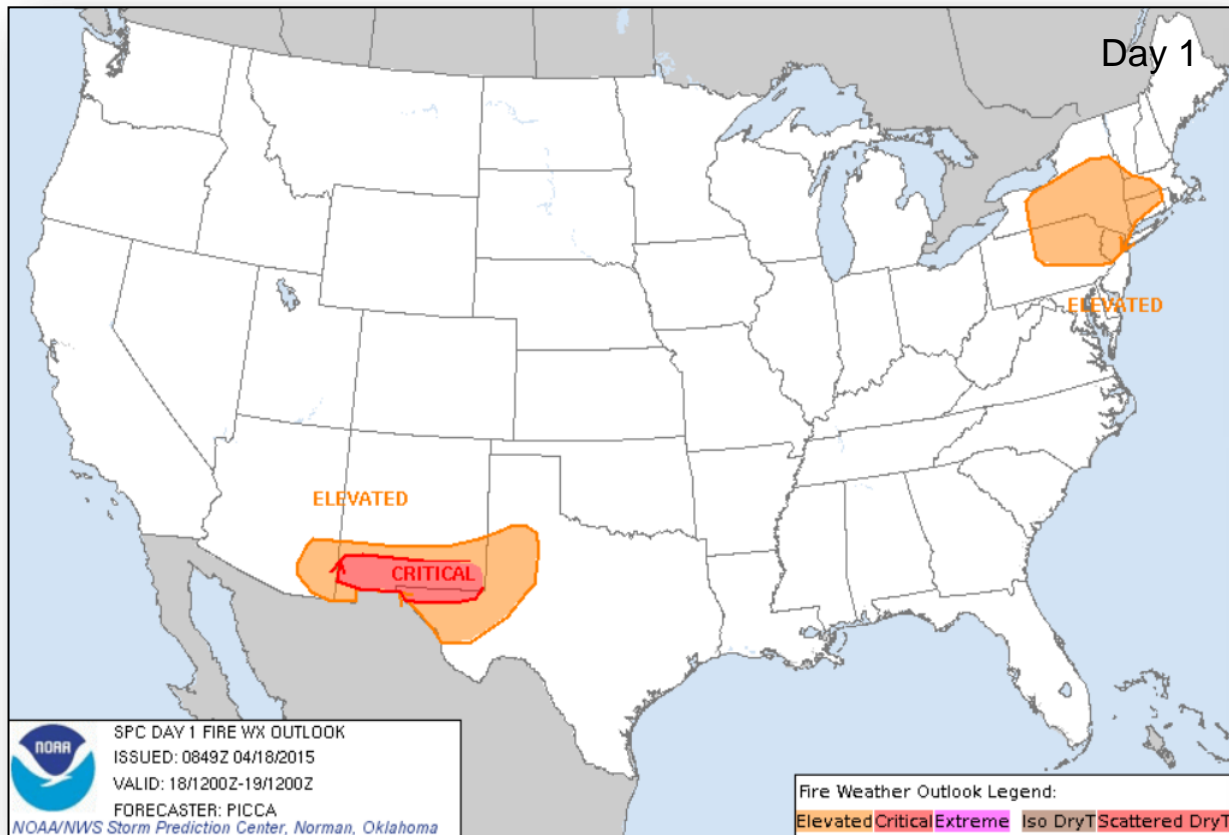 Day 1
ELEVATED
ELEVATED
CRITICAL
NOAA
SPC DAY 1 FIRE WX OUTLOOK
ISSUED: 0849Z 04/18/2015
VALID: 18/1200Z-19/1200Z
FORECASTER: PICCA
NOAA/NWS Storm Prediction Center, Norman, Oklahoma
Fire Weather Outlook Legend:
Elevated Critical Extreme Iso DryT Scattered DryT